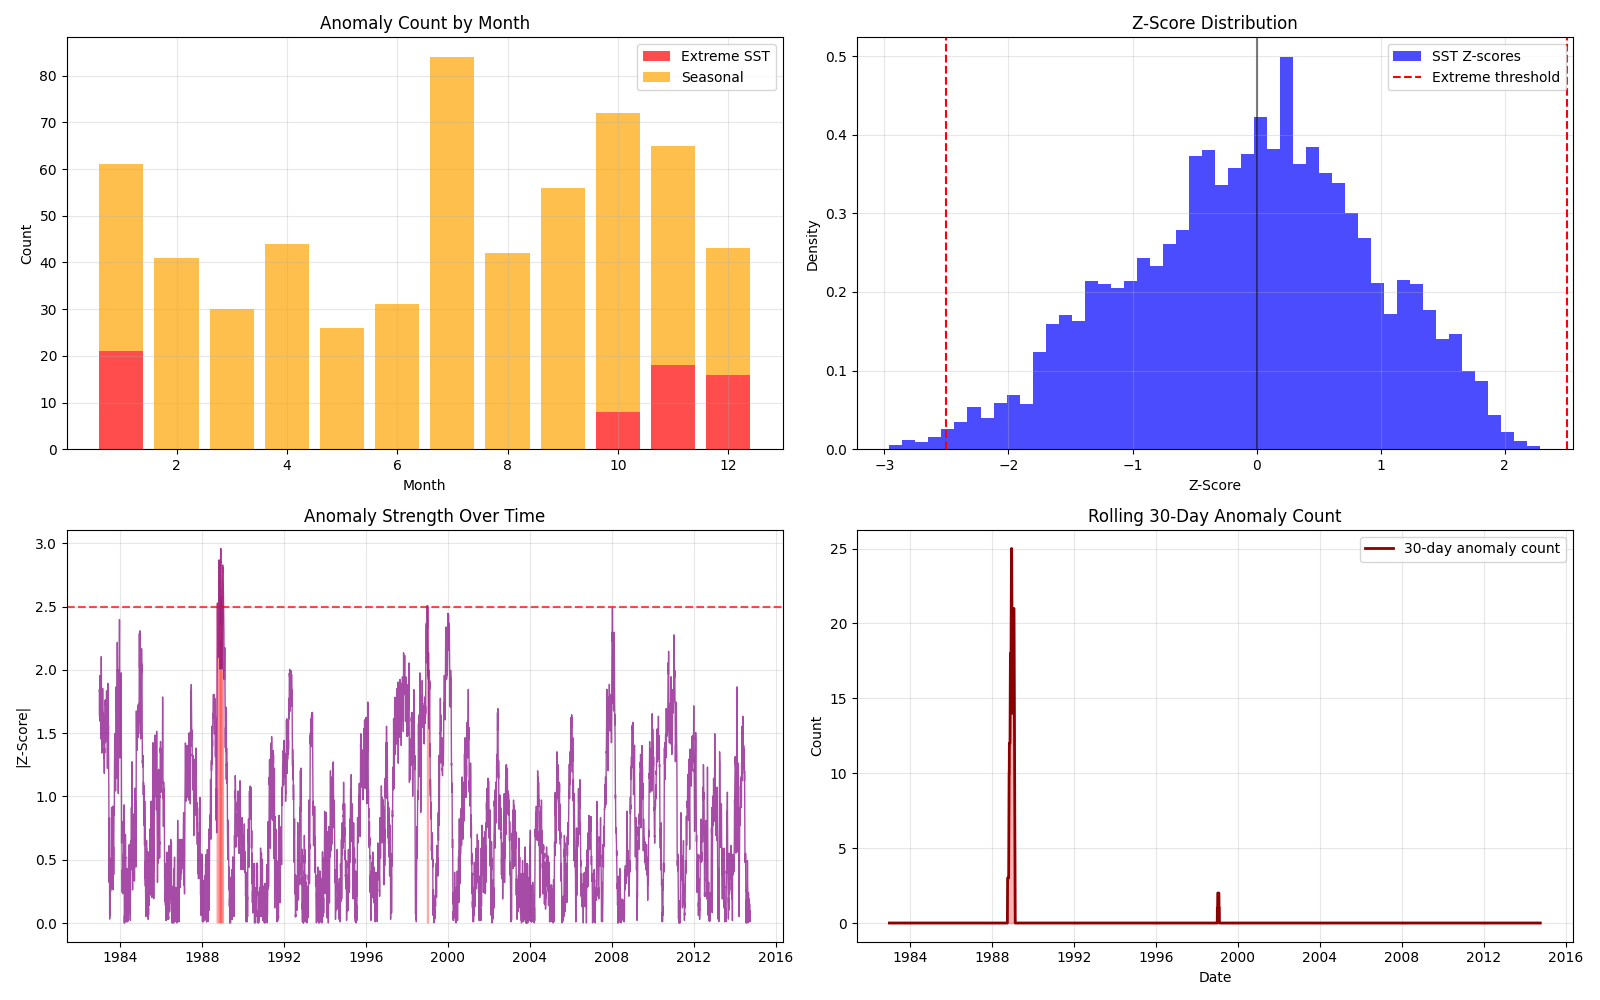 Anomaly Count by Month
Extreme SST
Seasonal
80
70
60
50
40
30
20
10
0
Count
2 4 6 8 10 12
Month
Z-Score Distribution
SST Z-scores
Extreme threshold
0.5
0.4
0.3
0.2
0.1
0.0
Density
−3 −2 −1 0 1 2
Z-Score
Anomaly Strength Over Time
3.0
2.5
2.0
1.5
1.0
0.5
0.0
|Z-Score|
1984 1988 1992 1996 2000 2004 2008 2012 2016
Rolling 30-Day Anomaly Count
30-day anomaly count
25
20
15
10
5
0
Count
1984 1988 1992 1996 2000 2004 2008 2012 2016
Date